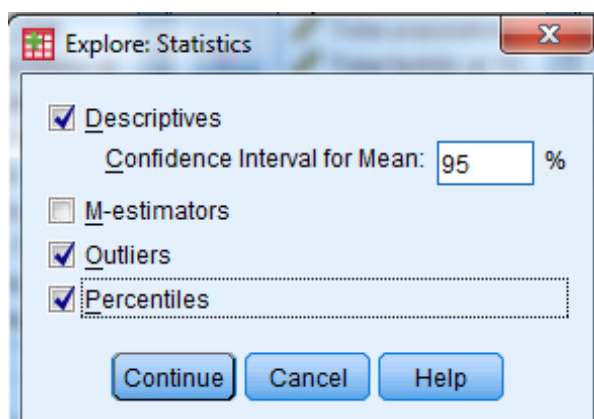 Explore: Statistics
Descriptives
Confidence Interval for Mean: 95 %
M-estimators
Outliers
Percentiles
Continue Cancel Help